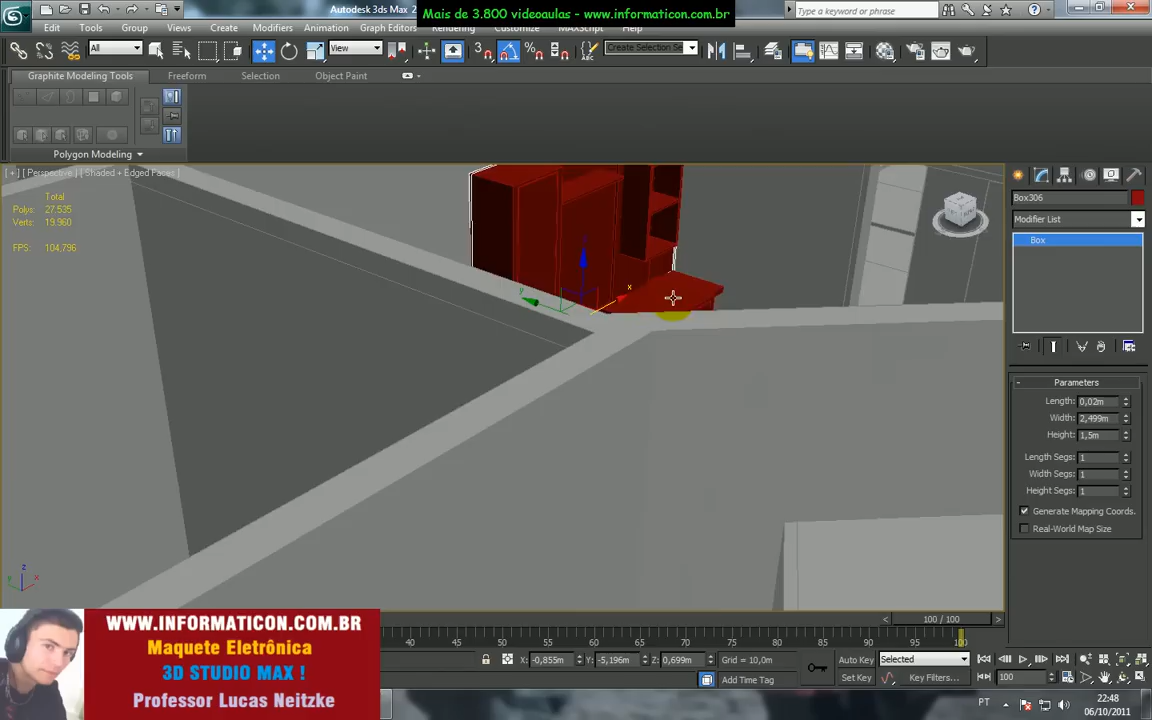 Autodesk 3ds Max 2
Mais de 3.800 videoaulas - www.informaticon.com.br
Type a keyword or phrase
Edit Tools Group Views Create Modifiers Animation Graph Editors Rendering Customize MAXScript Help
All
View
Create Selection Se
Graphite Modeling Tools Freeform Selection Object Paint
Polygon Modeling
[ + ] [ Perspective ] [ Shaded + Edged Faces ]
Total
Polys: 27.535
Verts: 19.960
FPS: 104,796
Box306
Modifier List
Box
Parameters
Length: 0,02m
Width: 2,499m
Height: 1,5m
Length Segs: 1
Width Segs: 1
Height Segs: 1
Generate Mapping Coords.
Real-World Map Size
x
y
z
x
y
100 / 100
40 45 50 55 60 65 70 75 80 85 90 95 100
X: -0,855m Y: -5,196m Z: 0,699m Grid = 10,0m
Add Time Tag
Auto Key Selected
Set Key Key Filters...
100
WWW.INFORMATICON.COM.BR
Maquete Eletrônica
3D STUDIO MAX !
Professor Lucas Neitzke
PT
22:48
06/10/2011